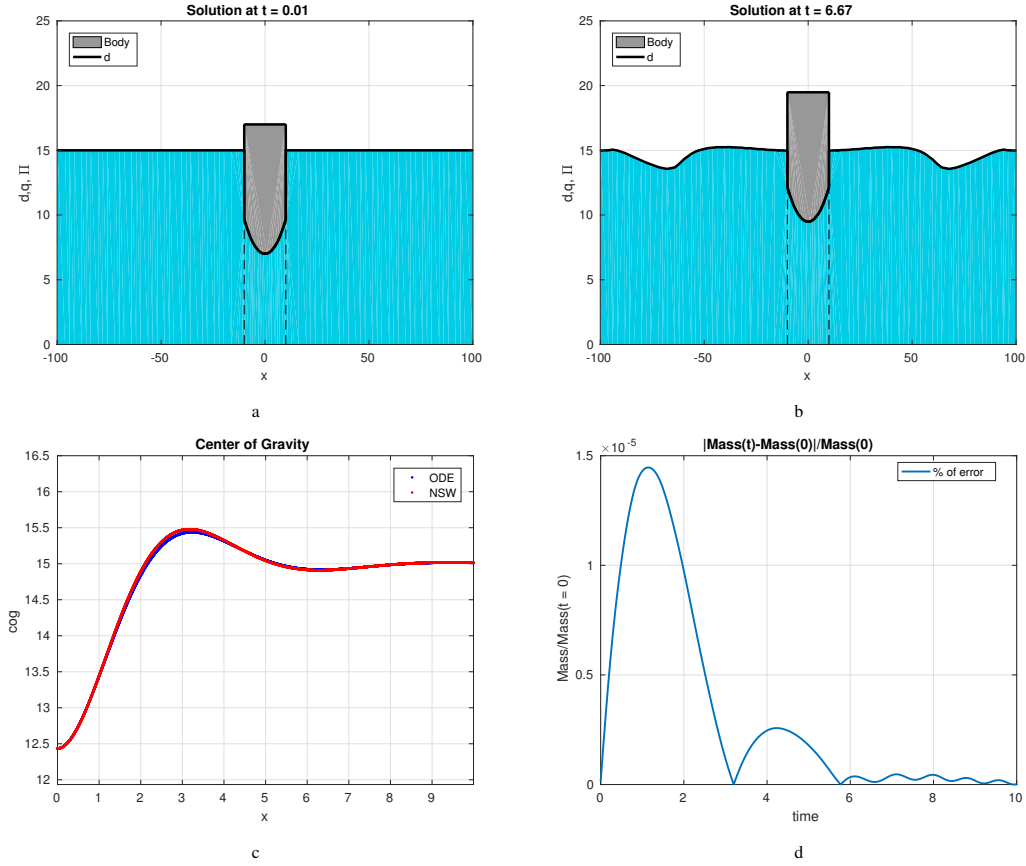 Solution at t = 0.01
25
20
15
10
5
0
d,q, Π
Body
d
-100 -50 0 50 100
x
a
Solution at t = 6.67
25
20
15
10
5
0
d,q, Π
Body
d
-100 -50 0 50 100
x
b
Center of Gravity
16.5
16
15.5
15
14.5
14
13.5
13
12.5
12
cog
ODE
NSW
0 1 2 3 4 5 6 7 8 9
x
c
|Mass(t)-Mass(0)|/Mass(0)
×10^-5
1.5
1
0.5
0
Mass/Mass(t = 0)
% of error
0 2 4 6 8 10
time
d